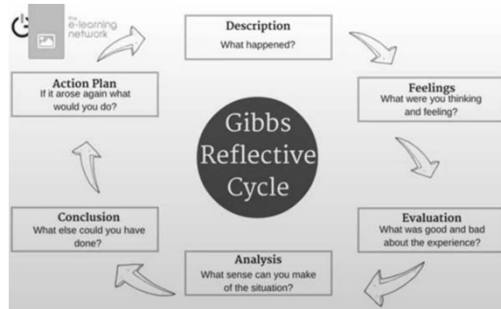 the
e-learning
network
Description
What happened?
Feelings
What were you thinking
and feeling?
Evaluation
What was good and bad
about the experience?
Analysis
What sense can you make
of the situation?
Conclusion
What else could you have
done?
Action Plan
If it arose again what
would you do?
Gibbs
Reflective
Cycle